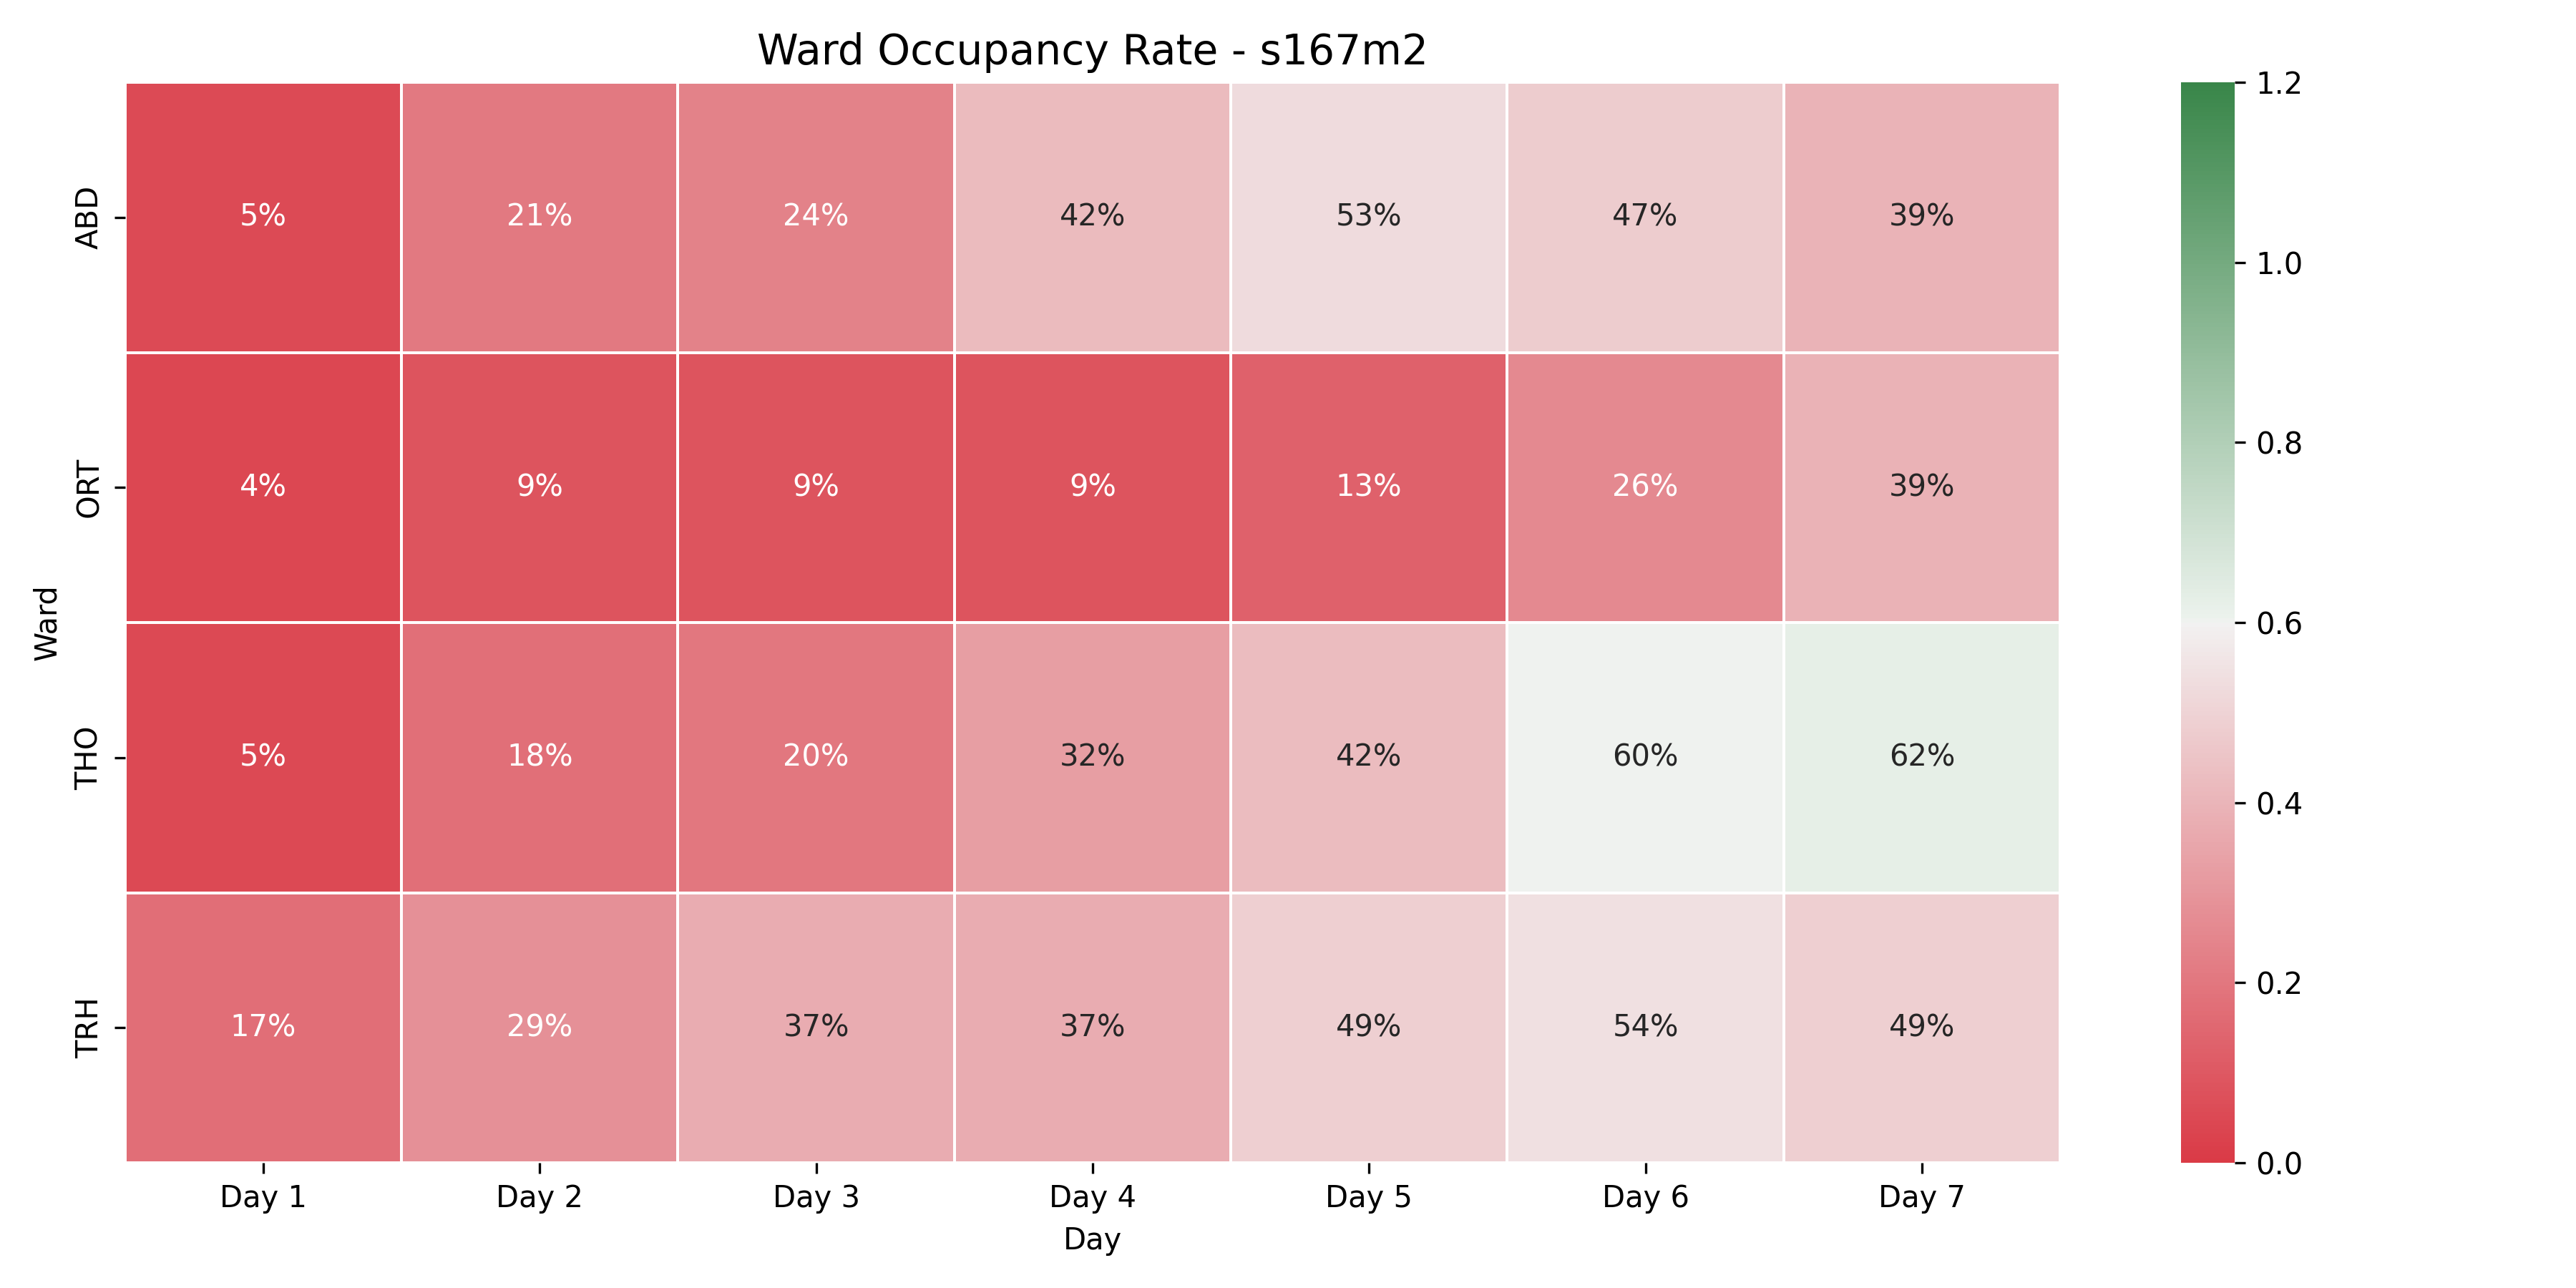 Ward Occupancy Rate - s167m2
Ward
ABD 5% 21% 24% 42% 53% 47% 39%
ORT 4% 9% 9% 9% 13% 26% 39%
THO 5% 18% 20% 32% 42% 60% 62%
TRH 17% 29% 37% 37% 49% 54% 49%
Day 1 Day 2 Day 3 Day 4 Day 5 Day 6 Day 7
Day
1.2
1.0
0.8
0.6
0.4
0.2
0.0